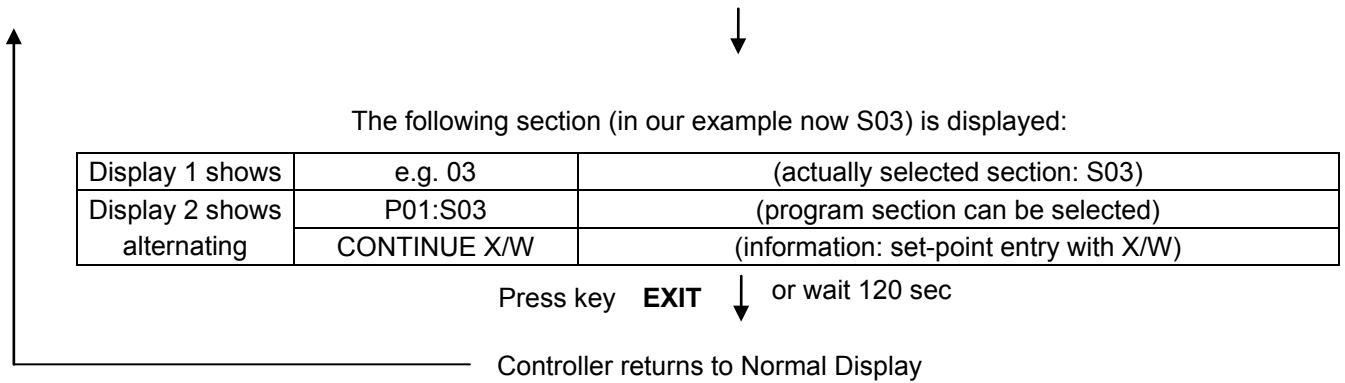 The following section (in our example now S03) is displayed:
Display 1 shows e.g. 03 (actually selected section: S03)
Display 2 shows alternating P01:S03 (program section can be selected)
CONTINUE X/W (information: set-point entry with X/W)
Press key EXIT or wait 120 sec
Controller returns to Normal Display